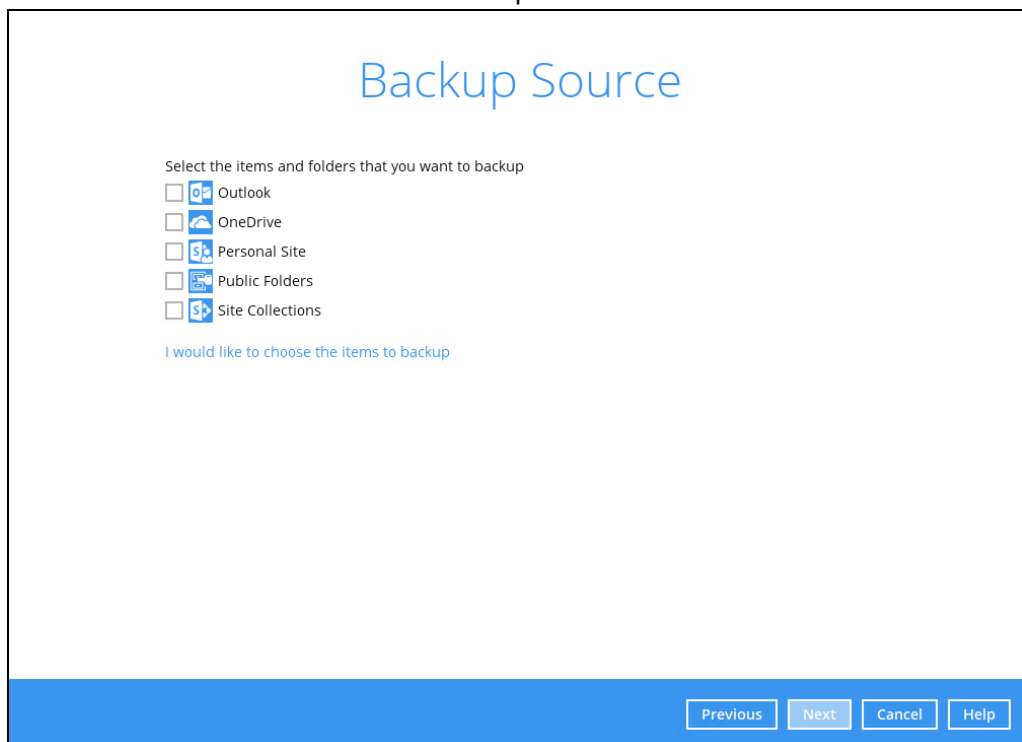 Backup Source
Select the items and folders that you want to backup
Outlook
OneDrive
Personal Site
Public Folders
Site Collections
I would like to choose the items to backup
Previous Next Cancel Help